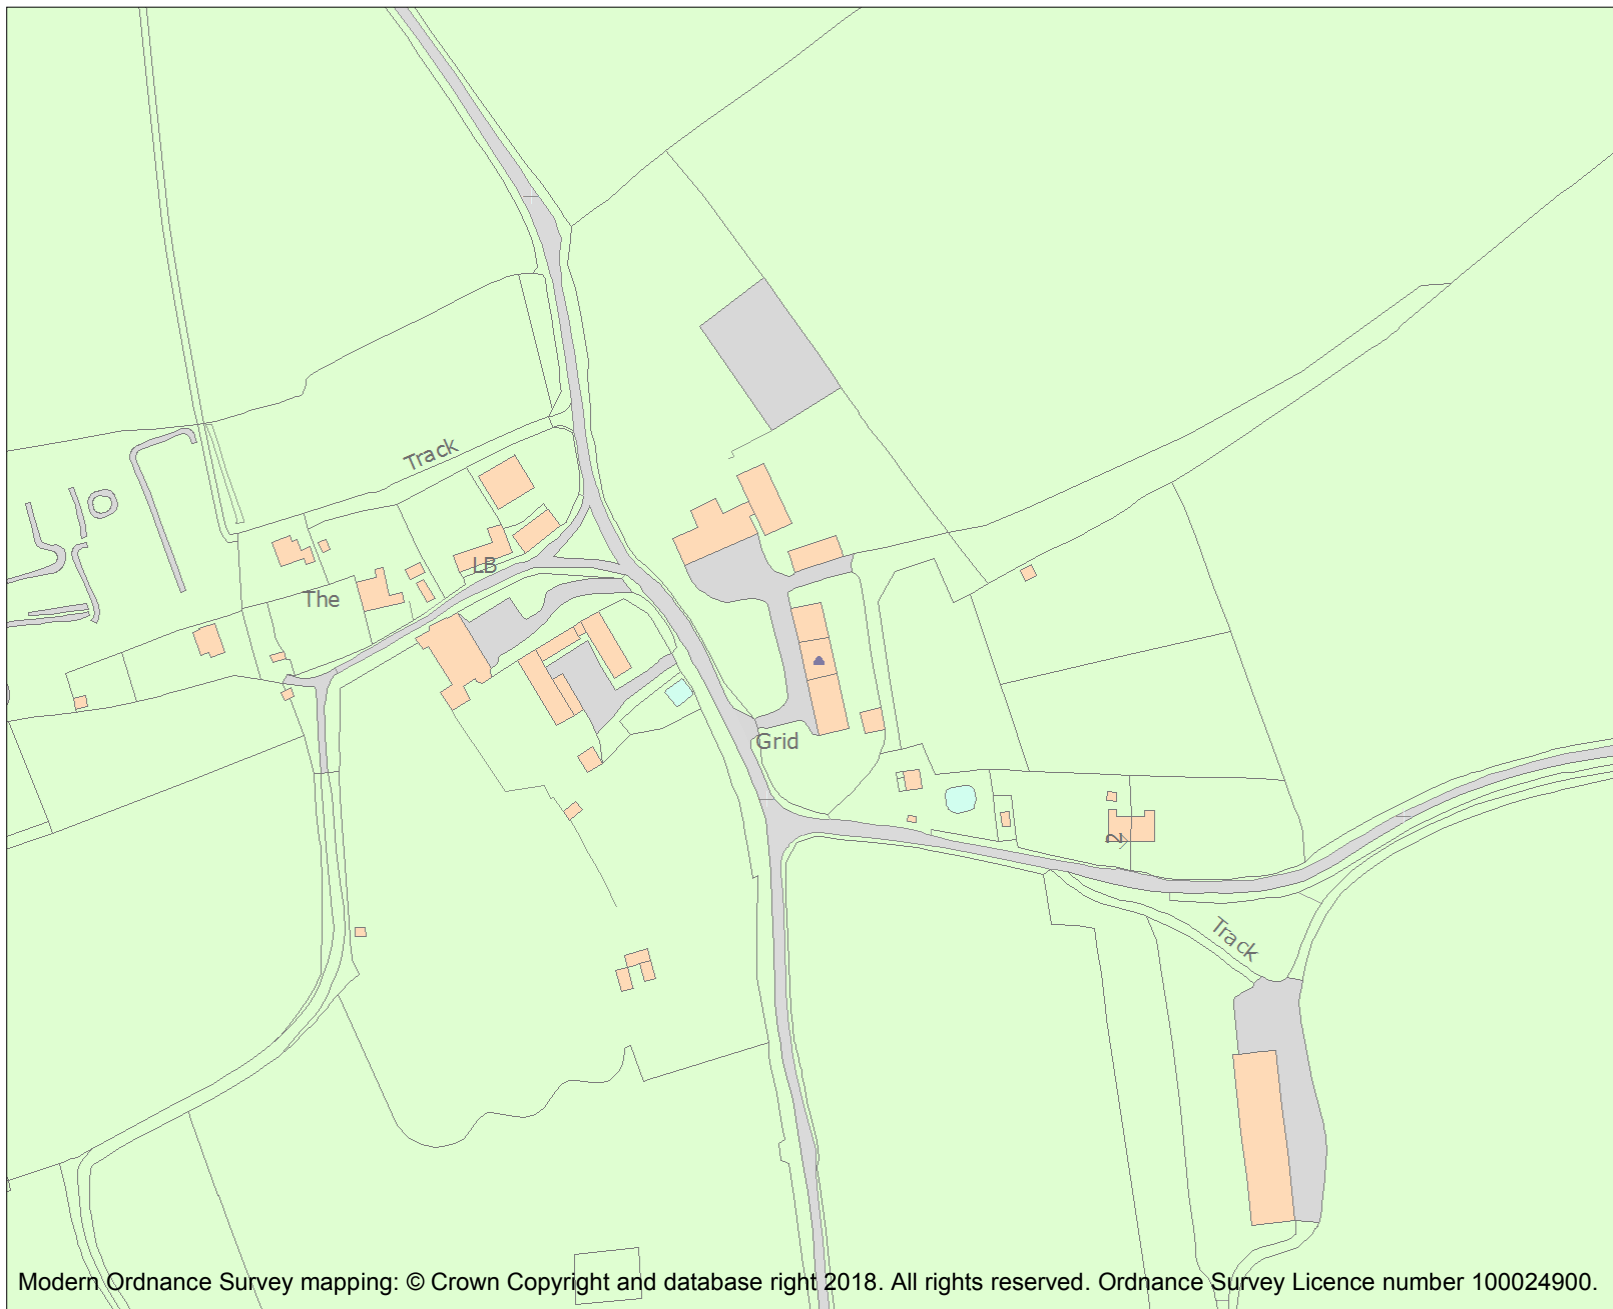 Track
LB
The
Grid
2
Track
Modern Ordnance Survey mapping: © Crown Copyright and database right 2018. All rights reserved. Ordnance Survey Licence number 100024900.